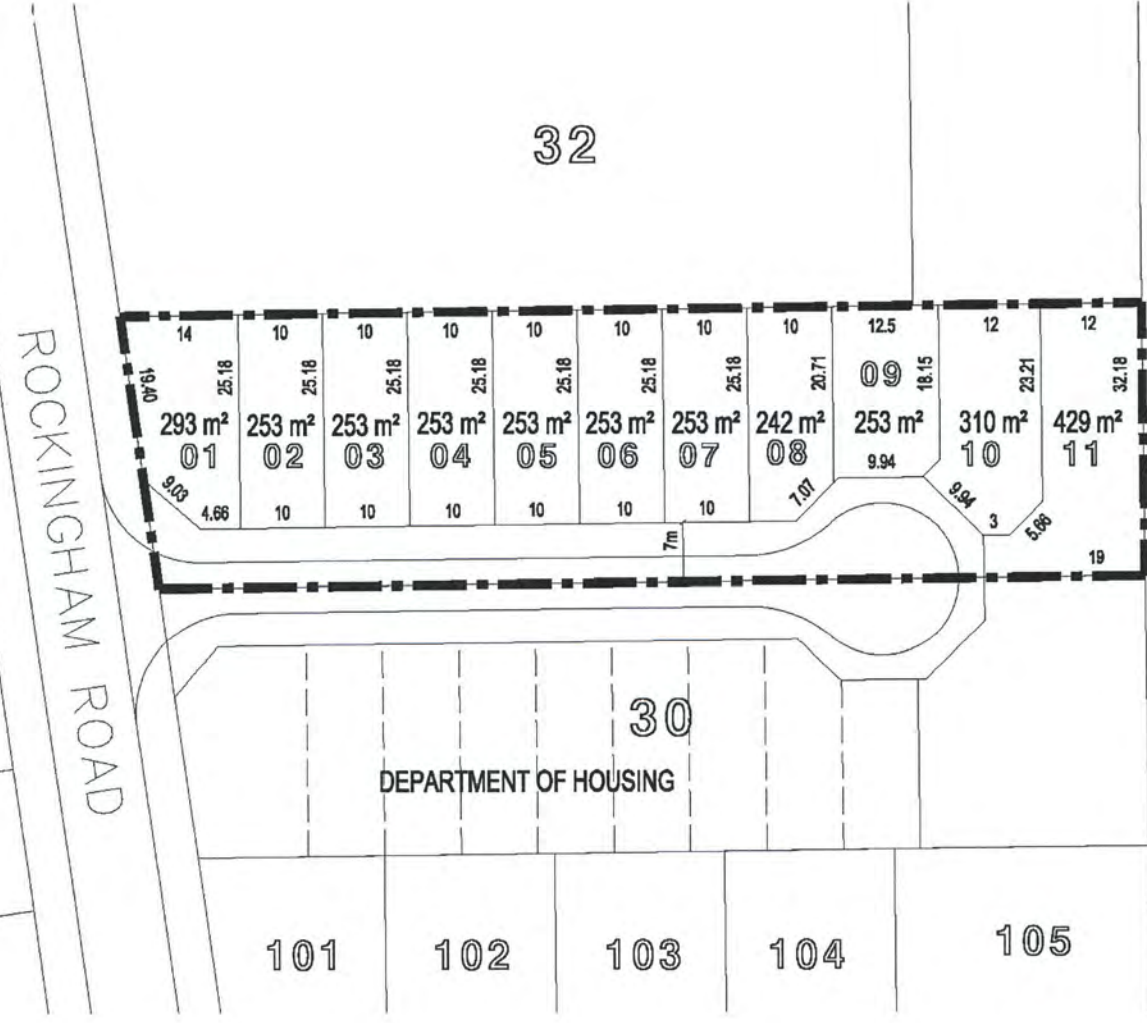 32
14 10 10 10 10 10 10 10 12.5 12 12
19.40 25.18 25.18 25.18 25.18 25.18 25.18 25.18 20.71 18.15 23.21 32.18
09
293 m² 253 m² 253 m² 253 m² 253 m² 253 m² 253 m² 242 m² 253 m² 310 m² 429 m²
01 02 03 04 05 06 07 08 10 11
9.03 4.66 10 10 10 10 10 10 7.07 9.94 9.94 3 5.66
7m
19
ROCKINGHAM ROAD
30
DEPARTMENT OF HOUSING
101 102 103 104 105